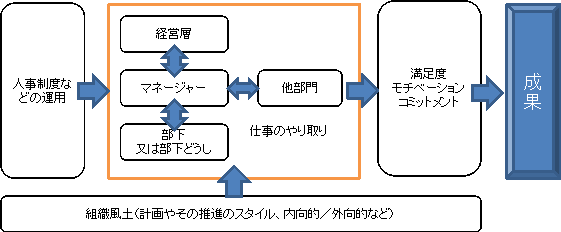 人事制度な
どの運用
経営層
マネージャー
他部門
部下
又は部下どうし
仕事のやり取り
満足度
モチベーション
コミットメント
成
果
組織風土(計画やその推進のスタイル、内向的／外向的など)